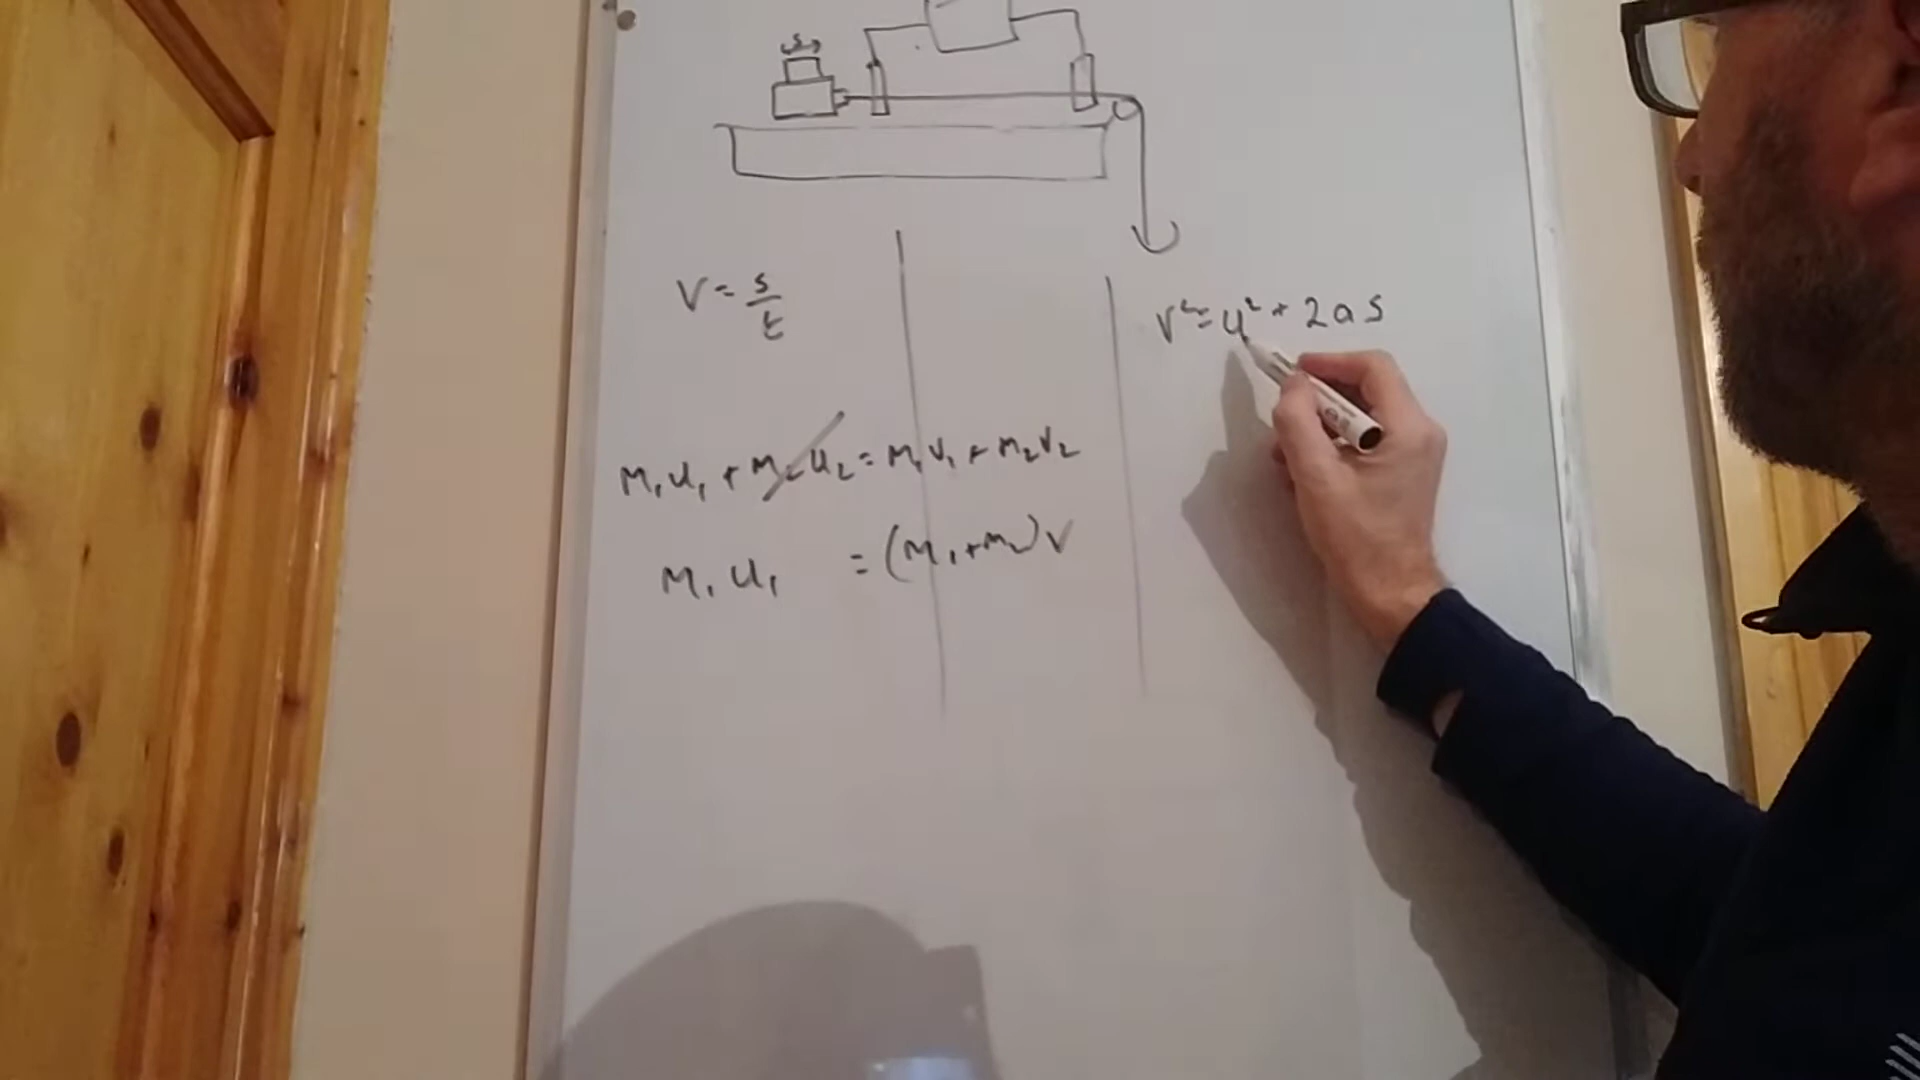 s
V = s/t
V² = u² + 2as
m₁u₁ + m₂u₂ = m₁v₁ + m₂v₂
m₁u₁ = (m₁+m₂)v